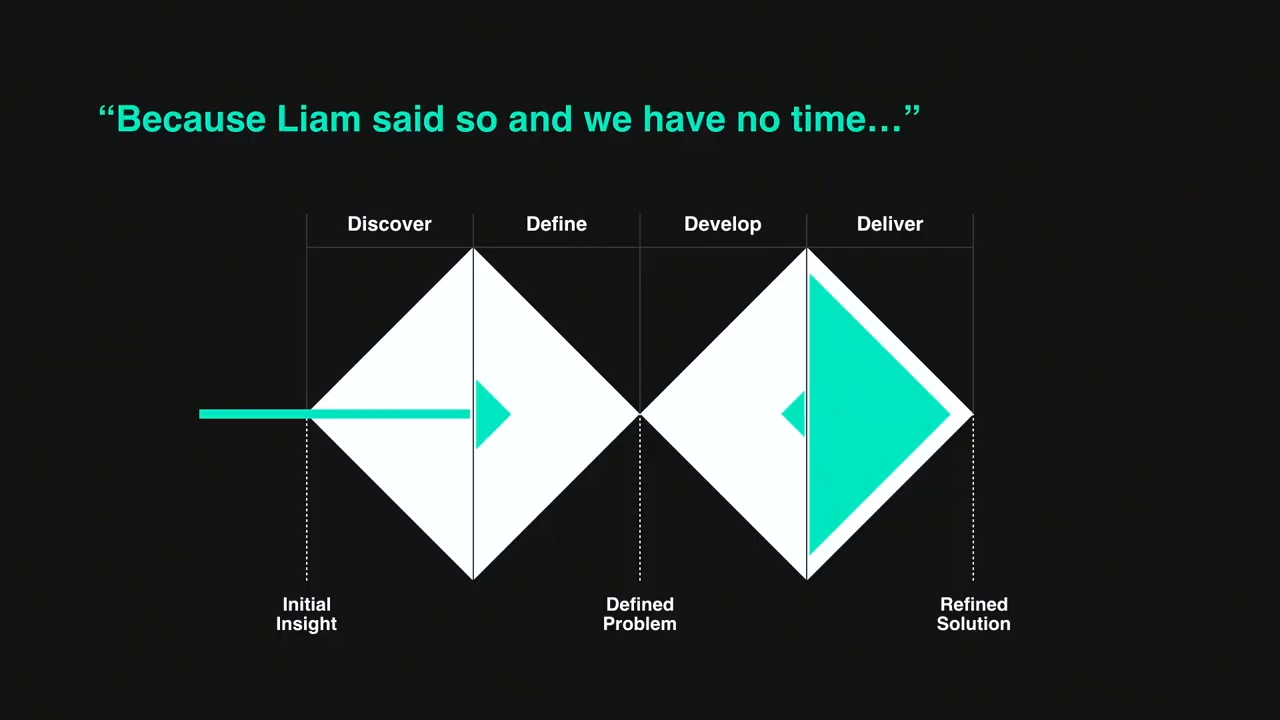 “Because Liam said so and we have no time…”
Discover
Define
Develop
Deliver
Initial
Insight
Defined
Problem
Refined
Solution